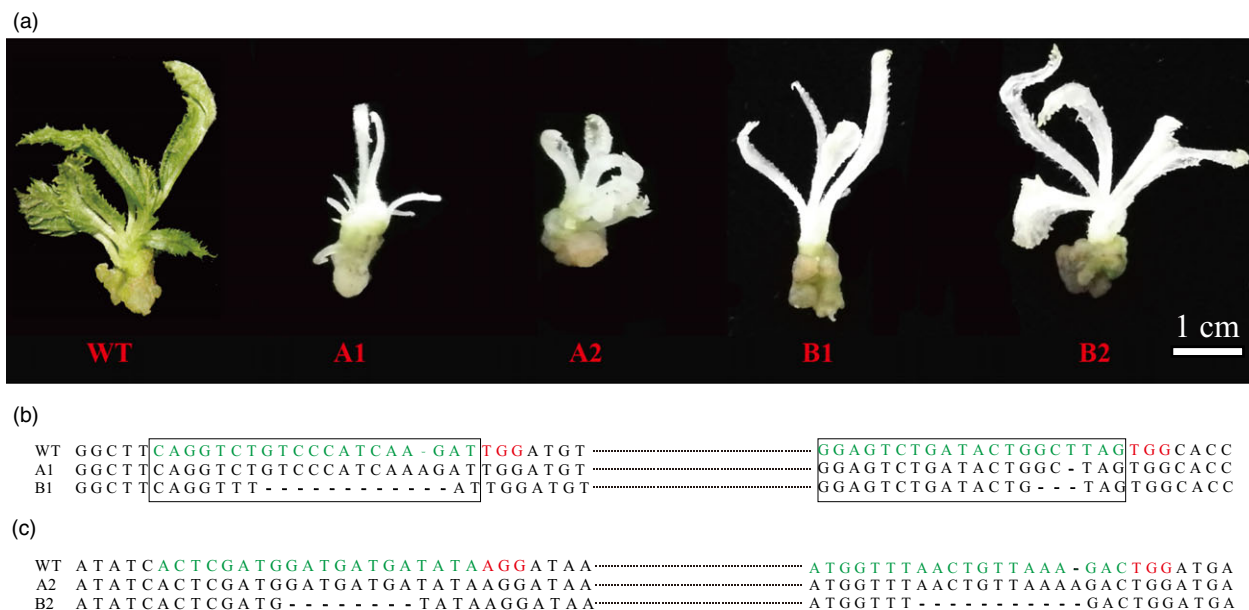 (a)
WT A1 A2 B1 B2 1 cm
(b)
WT GGCTTCAGGTCTGTCCCATCAA-GATTGGATGT GGAGTCTGATACTGGCTTAGTGGCACC
A1 GGCTTCAGGTCTGTCCCATCAAAGATTGGATGT GGAGTCTGATACTGGC-TAGTGGCACC
B1 GGCTTCAGGTTT------------ATTGGATGT GGAGTCTGATACTG---TAGTGGCACC
(c)
WT ATATCACTCGATGGATGATGATATAAGGATAA ATGGTTTAACTGTTAAA-GACTGGATGA
A2 ATATCACTCGATGGATGATGATATAAGGATAA ATGGTTTAACTGTTAAAAGACTGGATGA
B2 ATATCACTCGATG--------TATAAGGATAA ATGGTTT-----------GACTGGATGA